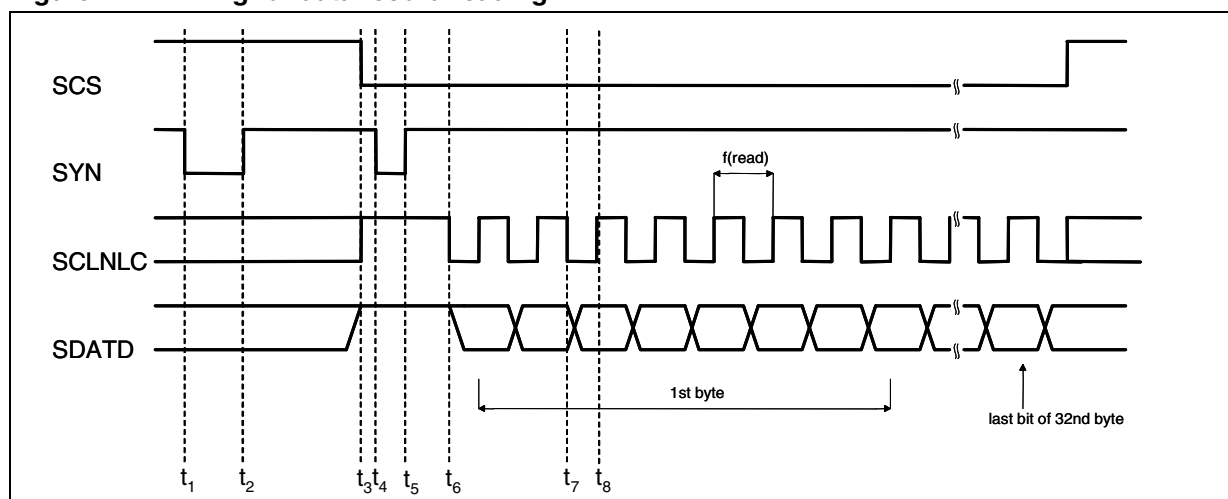 SCS
SYN
f(read)
SCLNLC
SDATD
1st byte
last bit of 32nd byte
t1 t2 t3 t4 t5 t6 t7 t8